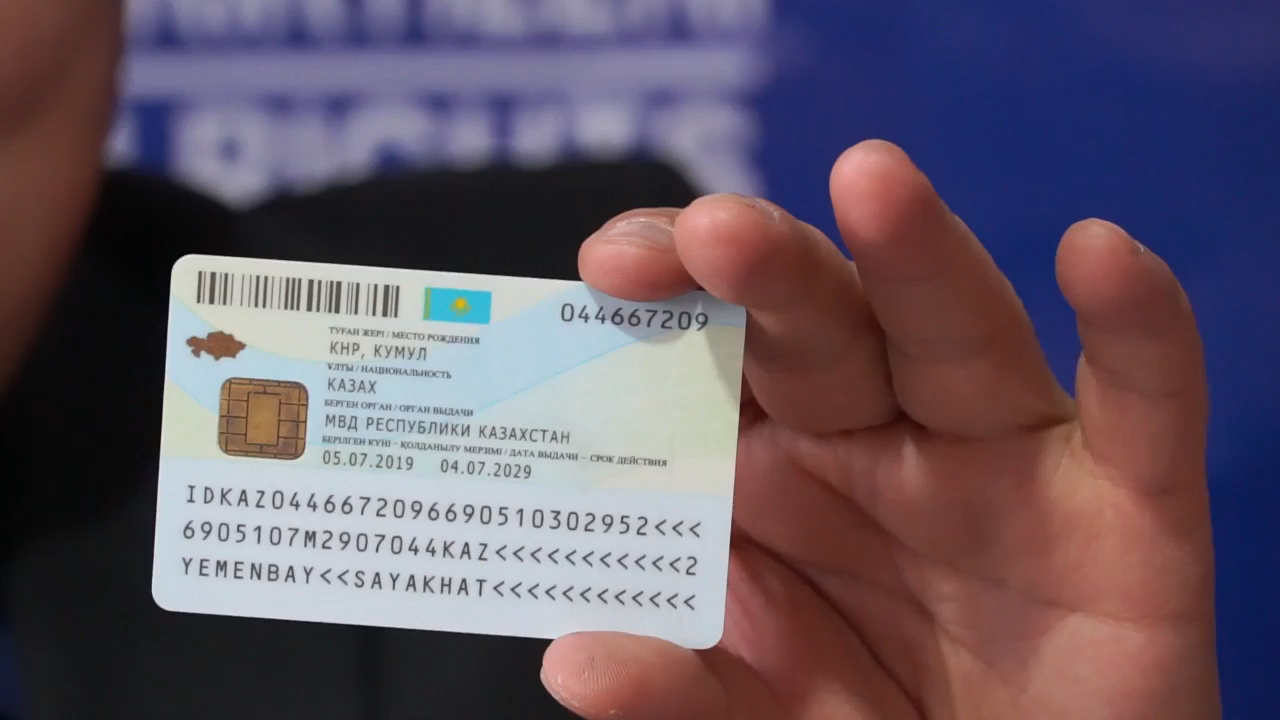 RIGHTS
044667209
ТУҒАН ЖЕРІ / МЕСТО РОЖДЕНИЯ
КНР, КУМУЛ
ҰЛТЫ / НАЦИОНАЛЬНОСТЬ
КАЗАХ
БЕРГЕН ОРГАН / ОРГАН ВЫДАЧИ
МВД РЕСПУБЛИКИ КАЗАХСТАН
БЕРІЛГЕН КҮНІ – ҚОЛДАНЫЛУ МЕРЗІМІ / ДАТА ВЫДАЧИ – СРОК ДЕЙСТВИЯ
05.07.2019 04.07.2029
IDKAZ0446672096690510302952<<<
6905107M2907044KAZ<<<<<<<<<<<2
YEMENBAY<<SAYAKHAT<<<<<<<<<<<<